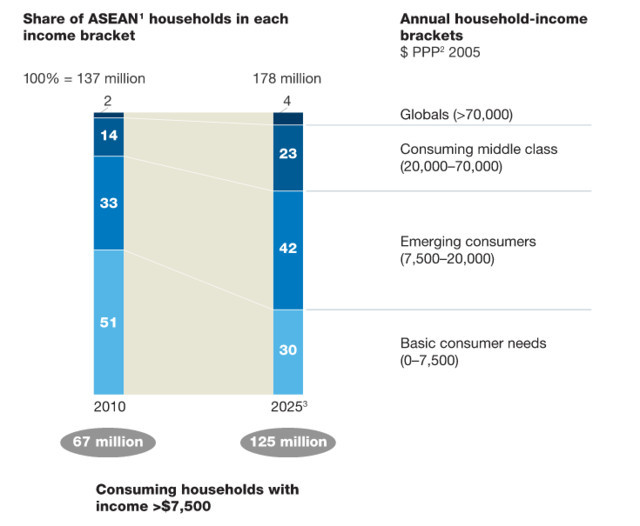 Share of ASEAN¹ households in each
income bracket
Annual household-income
brackets
$ PPP² 2005
100% = 137 million
178 million
2
4
Globals (>70,000)
14
23
Consuming middle class
(20,000–70,000)
33
42
Emerging consumers
(7,500–20,000)
51
30
Basic consumer needs
(0–7,500)
2010
2025³
67 million
125 million
Consuming households with
income >$7,500